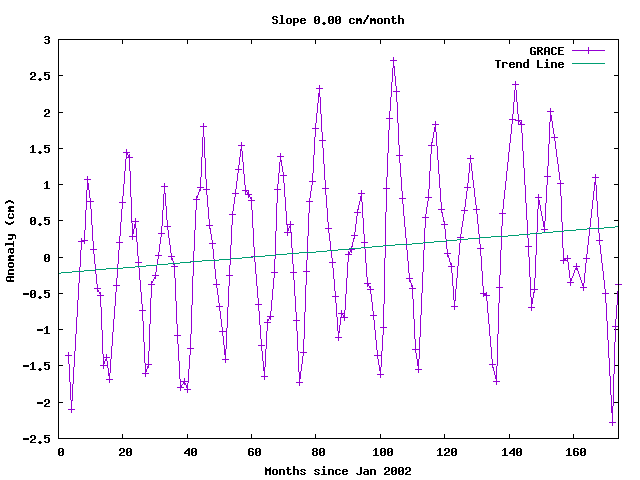 Slope 0.00 cm/month
GRACE
Trend Line
3
2.5
2
1.5
1
0.5
0
-0.5
-1
-1.5
-2
-2.5
Anomaly (cm)
0 20 40 60 80 100 120 140 160
Months since Jan 2002